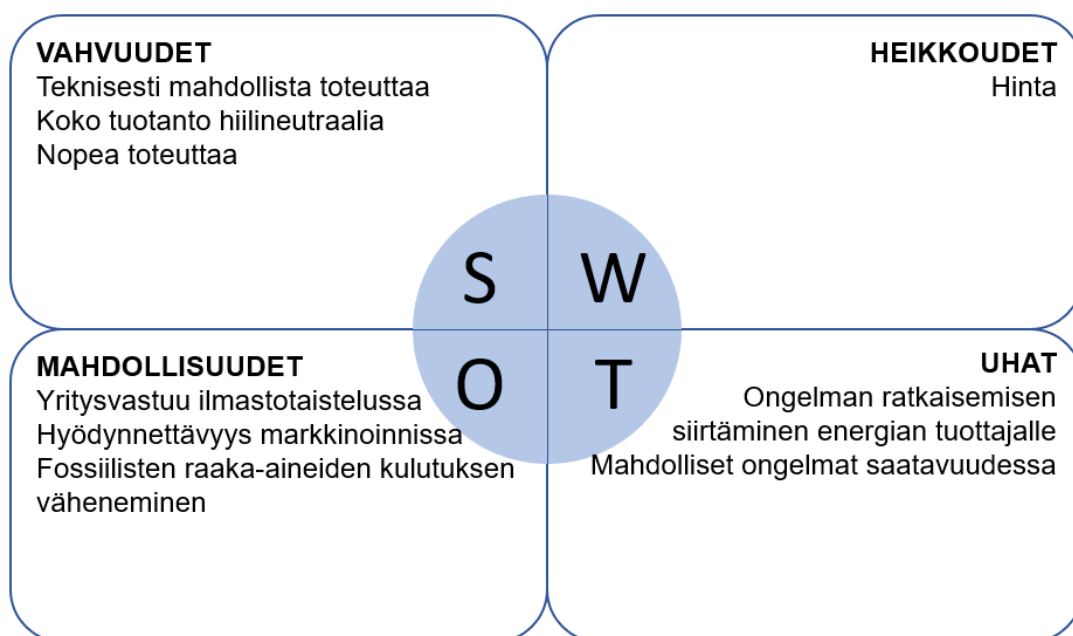 VAHVUUDET
Teknisesti mahdollista toteuttaa
Koko tuotanto hiilineutraalia
Nopea toteuttaa
HEIKKOUDET
Hinta
S
W
O
T
MAHDOLLISUUDET
Yritysvastuu ilmastotaistelussa
Hyödynnettävyys markkinoinnissa
Fossiilisten raaka-aineiden kulutuksen
väheneminen
UHAT
Ongelman ratkaisemisen
siirtäminen energian tuottajalle
Mahdolliset ongelmat saatavuudessa